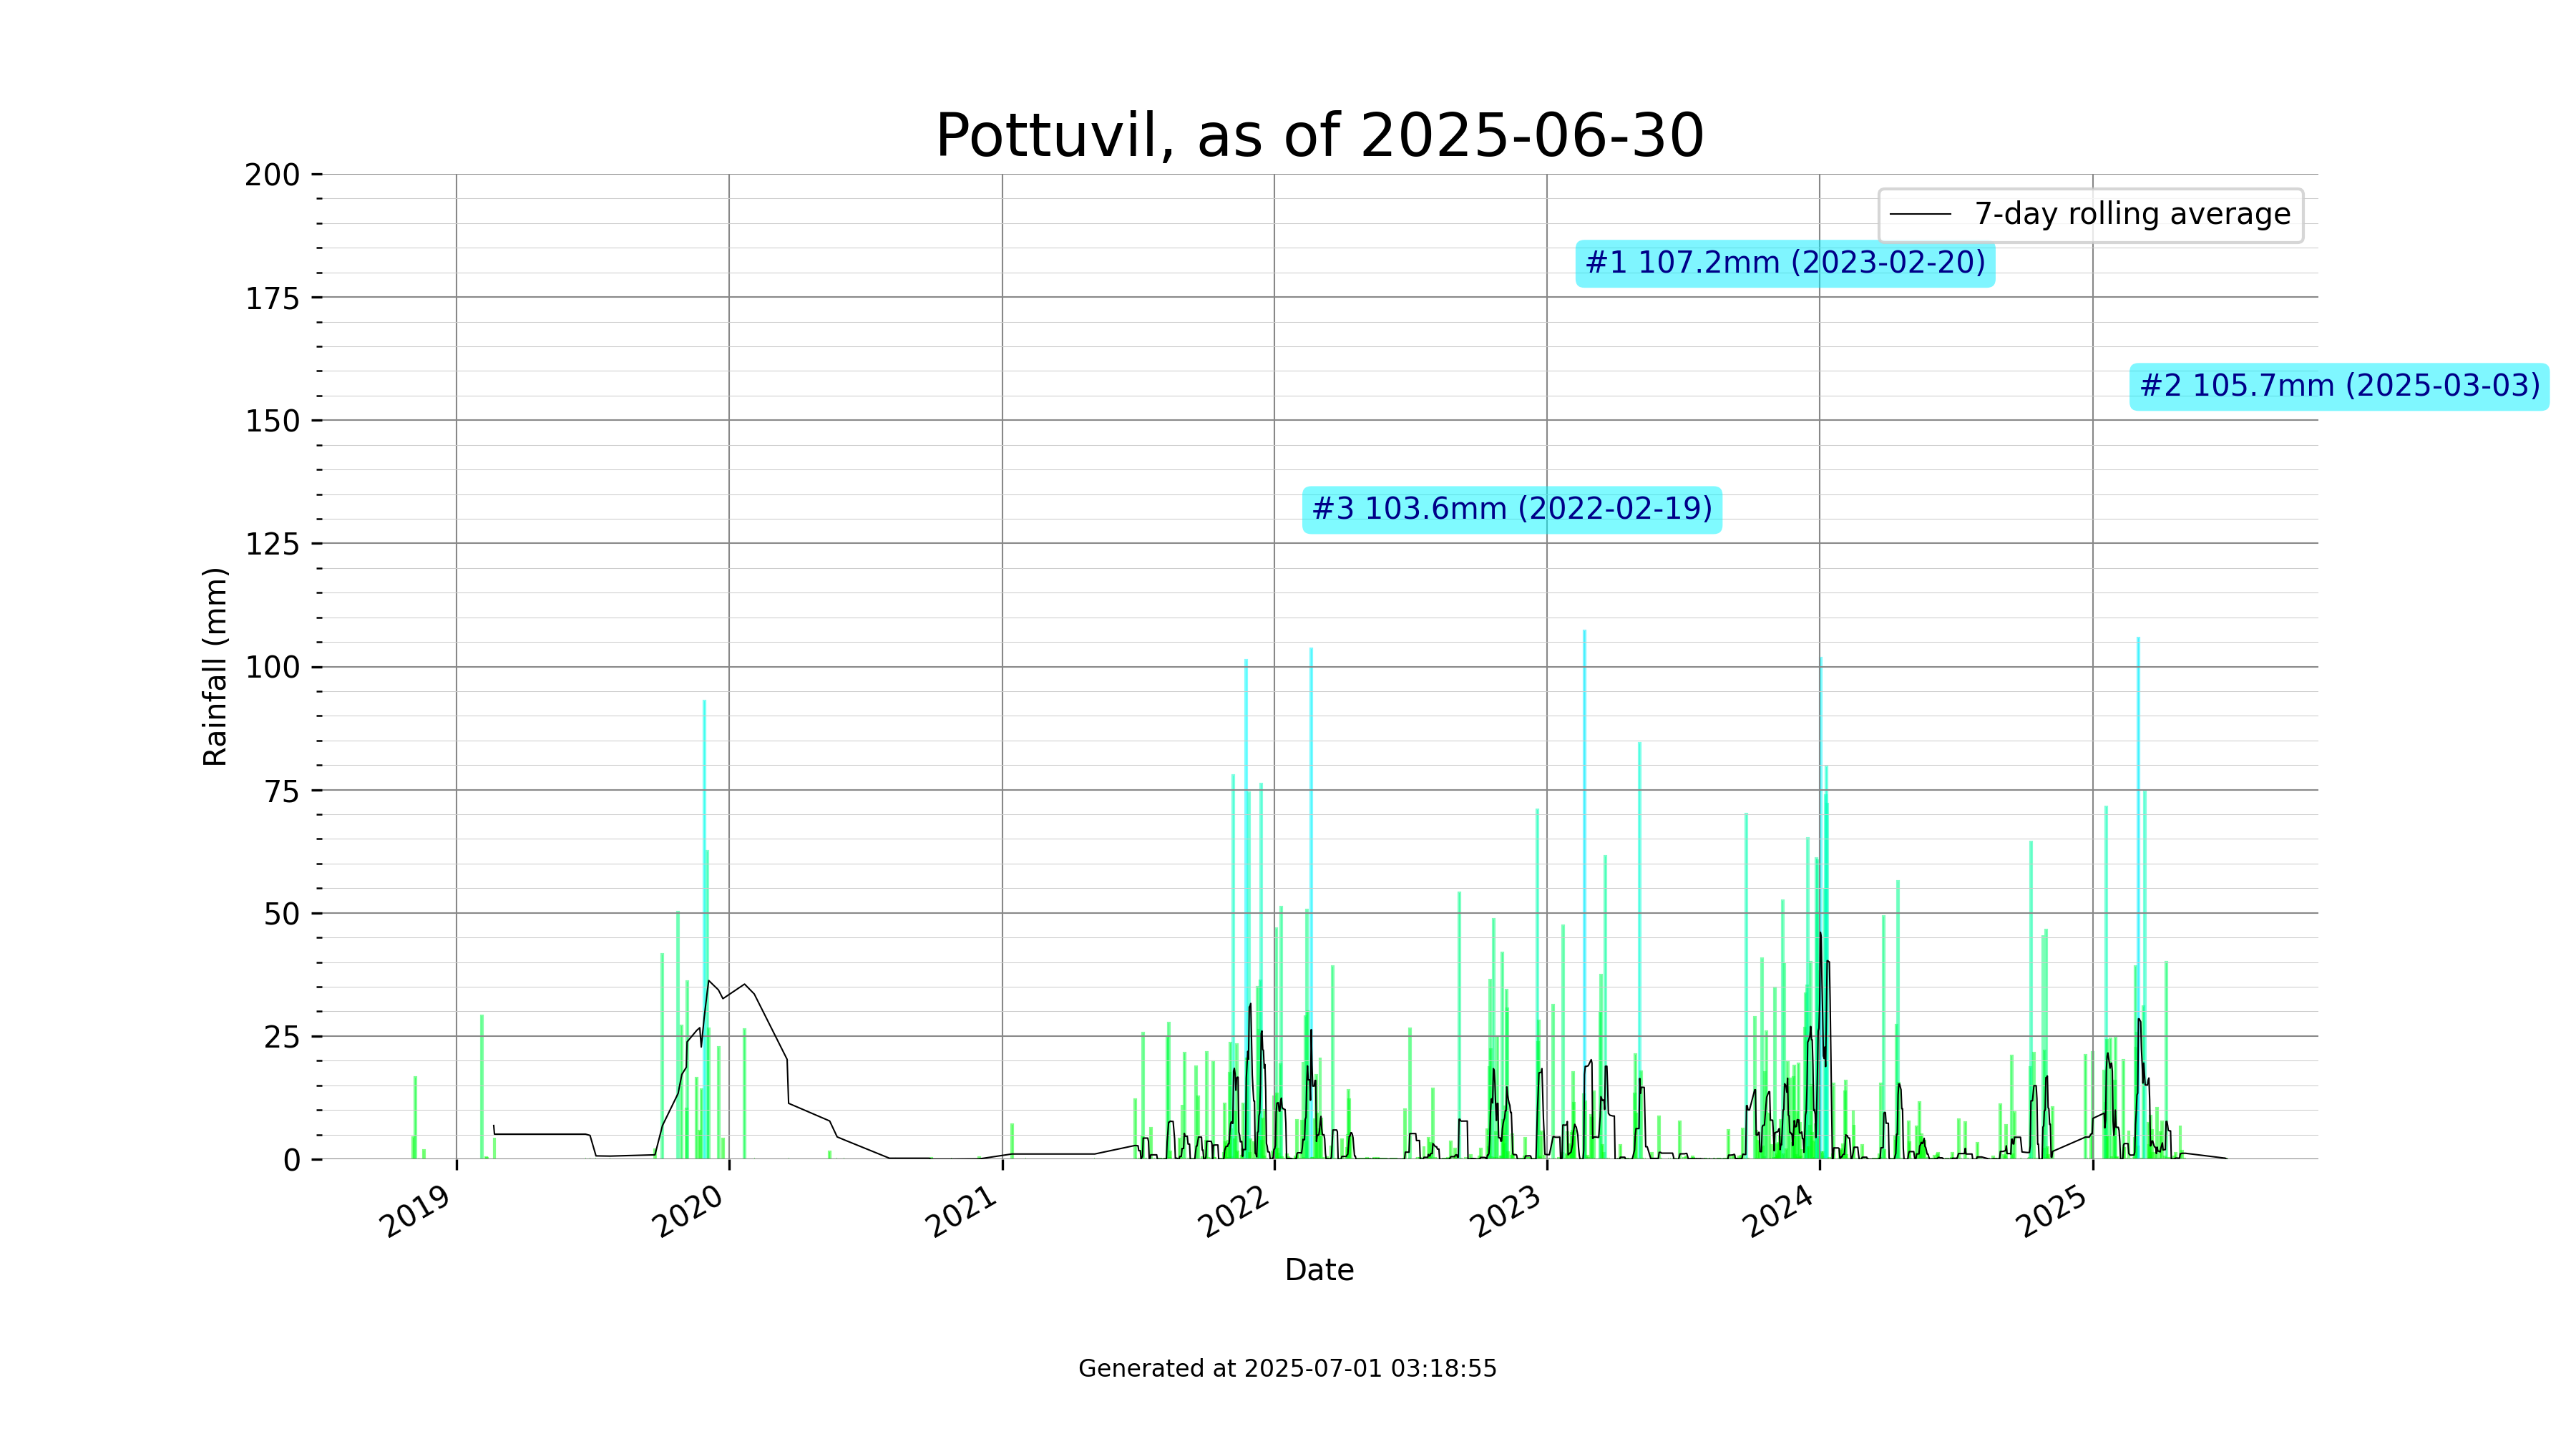 Pottuvil, as of 2025-06-30
200
175
150
125
100
75
50
25
0
Rainfall (mm)
7-day rolling average
#1 107.2mm (2023-02-20)
#2 105.7mm (2025-03-03)
#3 103.6mm (2022-02-19)
2019
2020
2021
2022
2023
2024
2025
Date
Generated at 2025-07-01 03:18:55